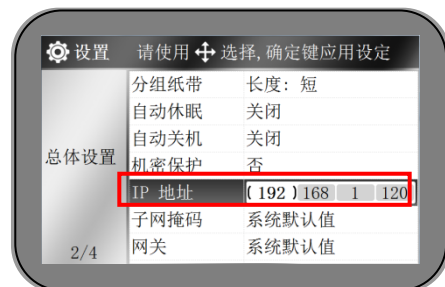 设置 请使用 选择, 确定键应用设定
分组纸带 长度: 短
自动休眠 关闭
自动关机 关闭
总体设置
机密保护 否
IP 地址 (192) 168 1 120
子网掩码 系统默认值
网关 系统默认值
2/4